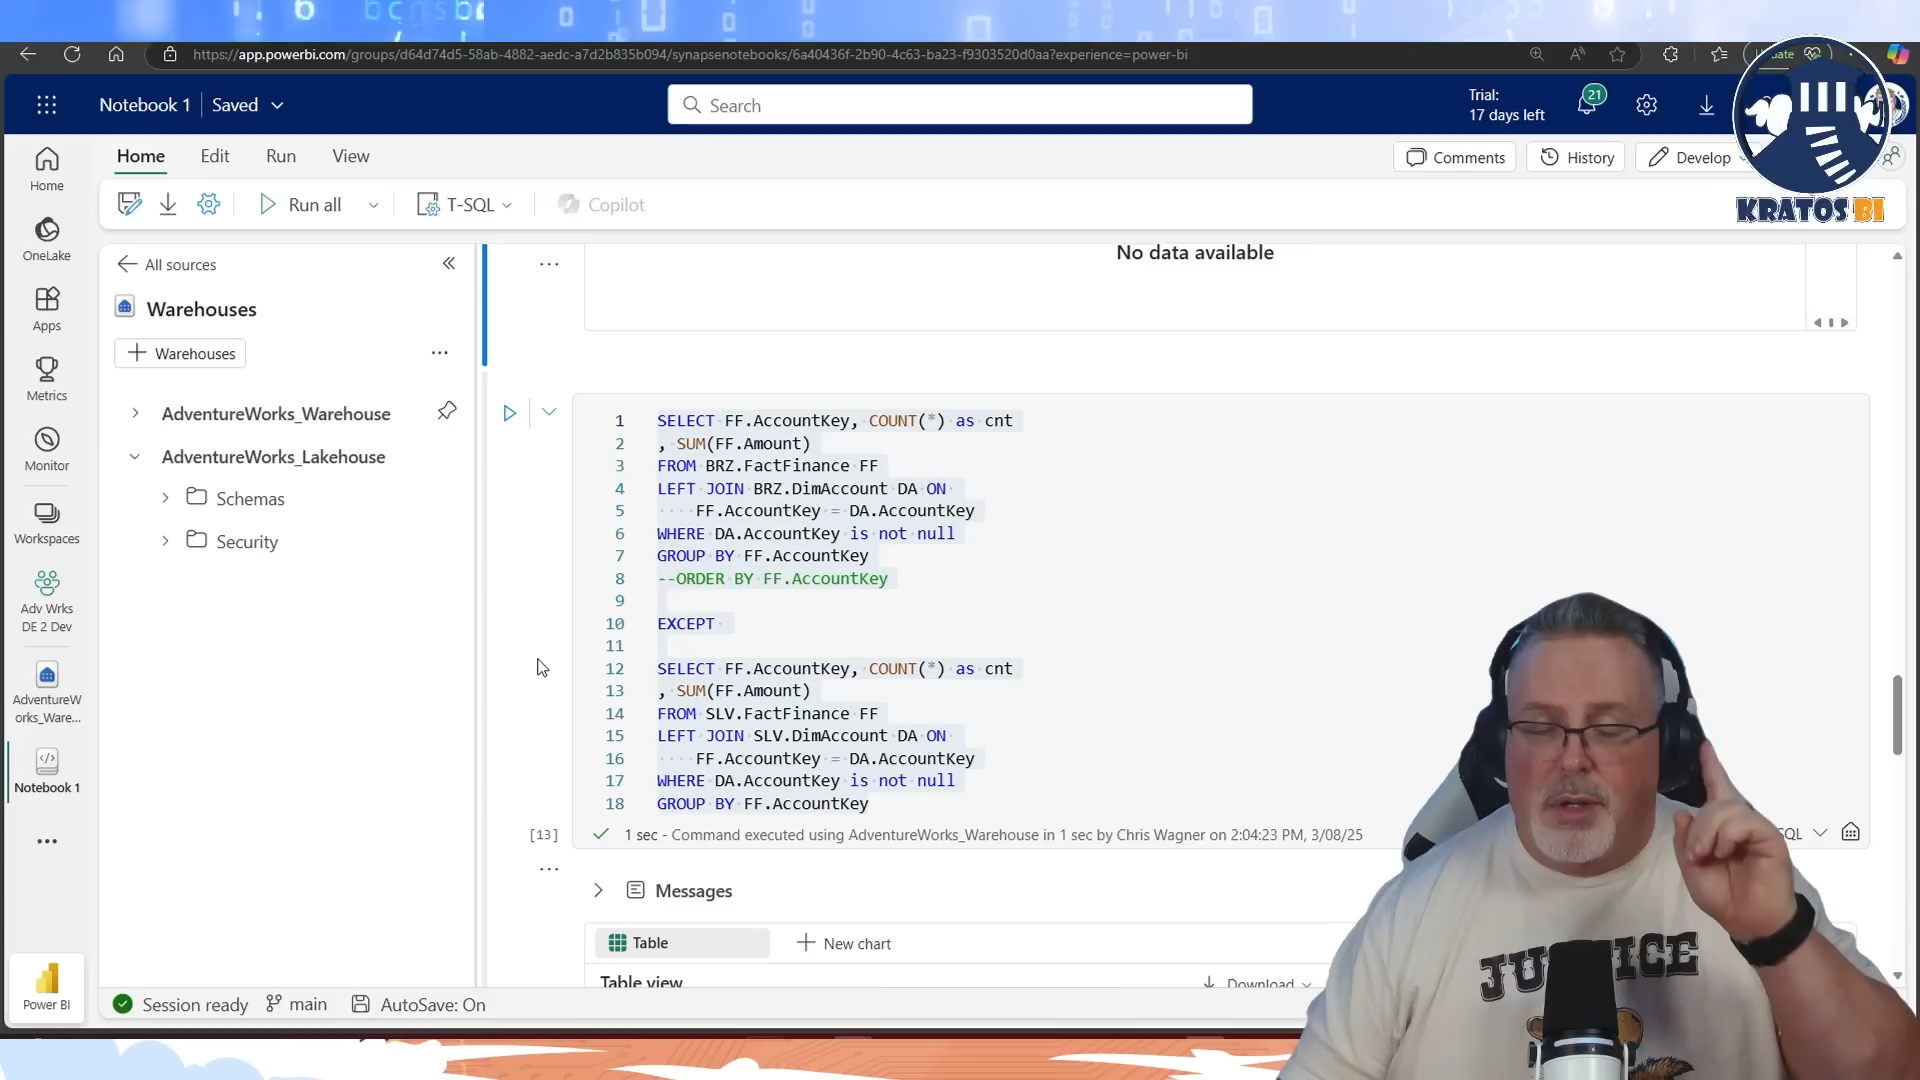 https://app.powerbi.com/groups/d64d74d5-58ab-4882-aedc-a7d2b835b094/synapsenotebooks/6a40436f-2b90-4c63-ba23-f9303520d0aa?experience=power-bi
Notebook 1 Saved
Search
Trial:
17 days left
21
KRATOS BI
Home Edit Run View
Comments History Develop
Run all T-SQL Copilot
Home
OneLake
Apps
Metrics
Monitor
Workspaces
Adv Wrks
DE 2 Dev
AdventureW
orks_Ware...
Notebook 1
Power BI
All sources
Warehouses
Warehouses
AdventureWorks_Warehouse
AdventureWorks_Lakehouse
Schemas
Security
No data available
1 SELECT FF.AccountKey, COUNT(*) as cnt
2 , SUM(FF.Amount)
3 FROM BRZ.FactFinance FF
4 LEFT JOIN BRZ.DimAccount DA ON
5 FF.AccountKey = DA.AccountKey
6 WHERE DA.AccountKey is not null
7 GROUP BY FF.AccountKey
8 --ORDER BY FF.AccountKey
9
10 EXCEPT
11
12 SELECT FF.AccountKey, COUNT(*) as cnt
13 , SUM(FF.Amount)
14 FROM SLV.FactFinance FF
15 LEFT JOIN SLV.DimAccount DA ON
16 FF.AccountKey = DA.AccountKey
17 WHERE DA.AccountKey is not null
18 GROUP BY FF.AccountKey
[13] 1 sec - Command executed using AdventureWorks_Warehouse in 1 sec by Chris Wagner on 2:04:23 PM, 3/08/25
Messages
Table New chart
Table view Download
Session ready main AutoSave: On